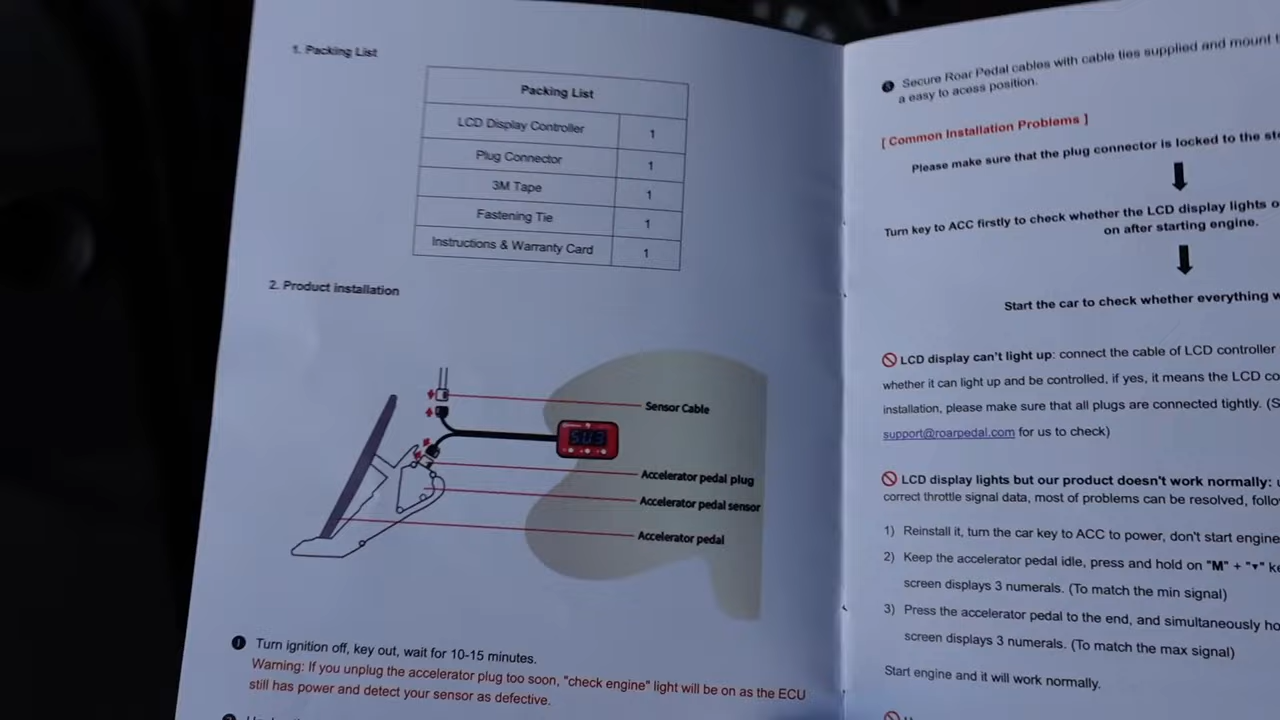 1. Packing List
Packing List
LCD Display Controller 1
Plug Connector 1
3M Tape 1
Fastening Tie 1
Instructions & Warranty Card 1
2. Product installation
SU3
Sensor Cable
Accelerator pedal plug
Accelerator pedal sensor
Accelerator pedal
1 Turn ignition off, key out, wait for 10-15 minutes.
Warning: If you unplug the accelerator plug too soon, "check engine" light will be on as the ECU
still has power and detect your sensor as defective.
Secure Roar Pedal cables with cable ties supplied and mount
a easy to acess position.
[ Common Installation Problems ]
Please make sure that the plug connector is locked to the
Turn key to ACC firstly to check whether the LCD display lights
on after starting engine.
Start the car to check whether everything
LCD display can't light up: connect the cable of LCD controller
whether it can light up and be controlled, if yes, it means the LCD
installation, please make sure that all plugs are connected tightly.
support@roarpedal.com for us to check)
LCD display lights but our product doesn't work normally:
correct throttle signal data, most of problems can be resolved,
1) Reinstall it, turn the car key to ACC to power, don't start engine
2) Keep the accelerator pedal idle, press and hold on "M" + "▼"
screen displays 3 numerals. (To match the min signal)
3) Press the accelerator pedal to the end, and simultaneously
screen displays 3 numerals. (To match the max signal)
Start engine and it will work normally.